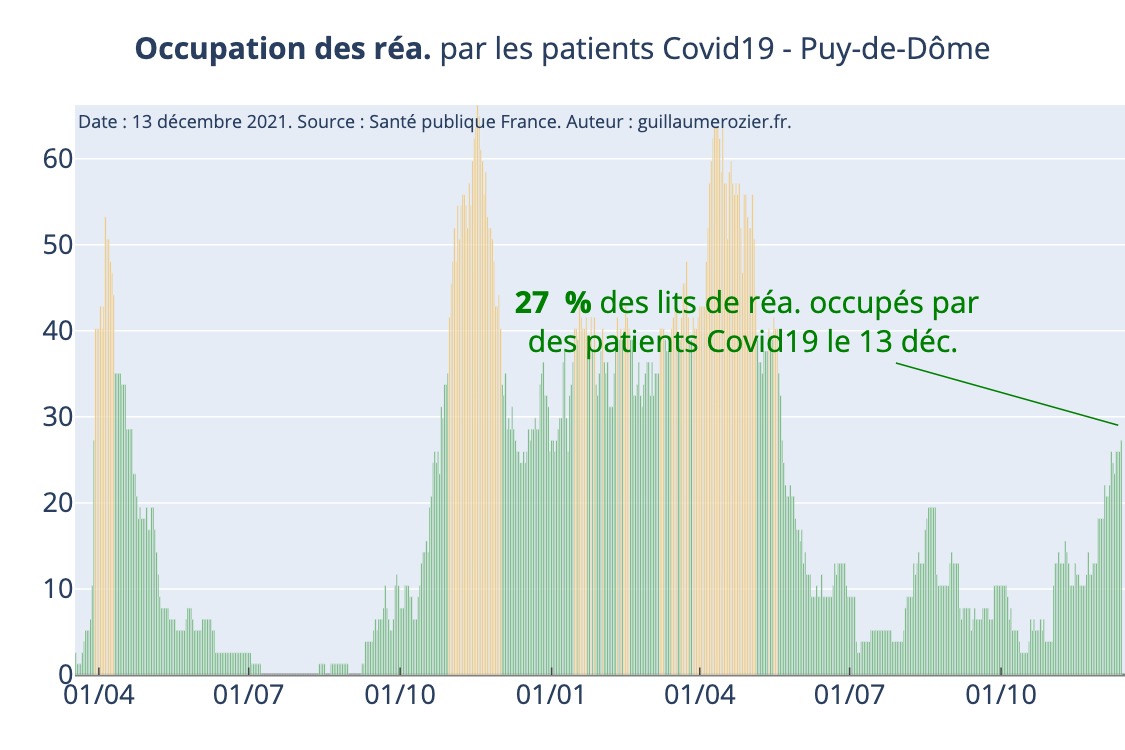 Occupation des réa. par les patients Covid19 - Puy-de-Dôme
Date : 13 décembre 2021. Source : Santé publique France. Auteur : guillaumerozier.fr.
60
50
27 % des lits de réa. occupés par
des patients Covid19 le 13 déc.
40
30
20
10
0
01/04 01/07 01/10 01/01 01/04 01/07 01/10